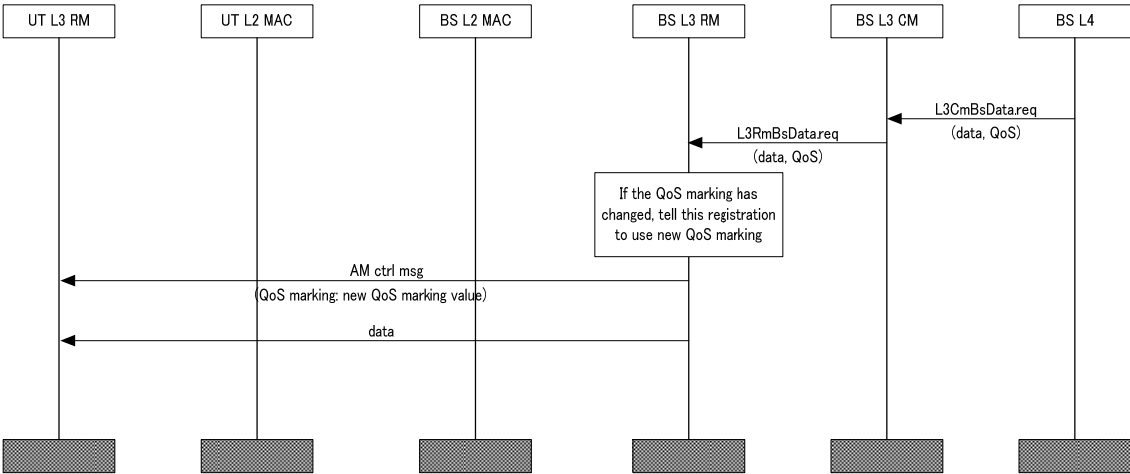 UT L3 RM
UT L2 MAC
BS L2 MAC
BS L3 RM
BS L3 CM
BS L4
L3CmBsData.req
(data, QoS)
L3RmBsData.req
(data, QoS)
If the QoS marking has
changed, tell this registration
to use new QoS marking
AM ctrl msg
(QoS marking: new QoS marking value)
data